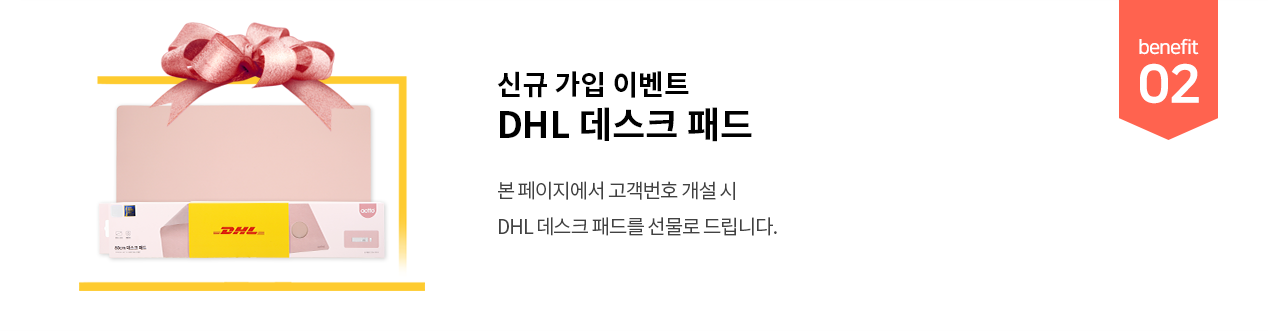 benefit
02
신규 가입 이벤트
DHL 데스크 패드
본 페이지에서 고객번호 개설 시
DHL 데스크 패드를 선물로 드립니다.
actto
DHL
80cm 데스크 패드